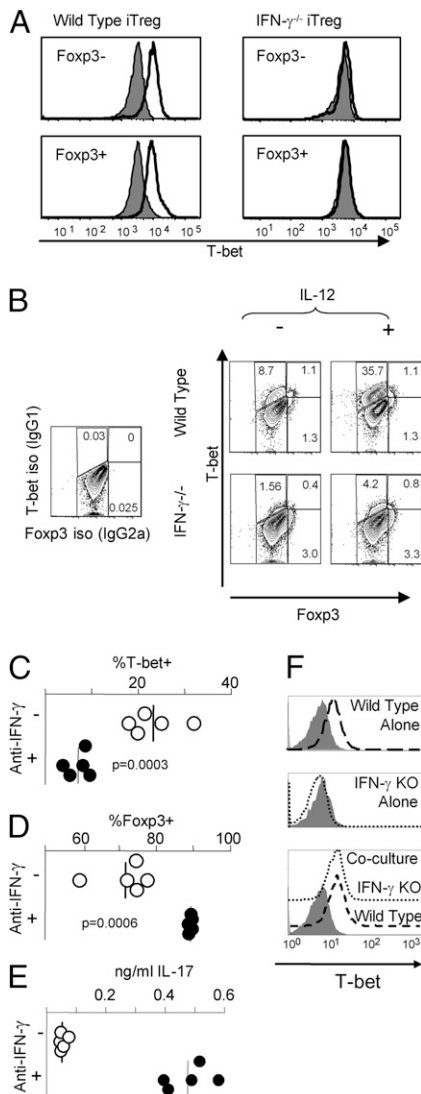 A
Wild Type iTreg
IFN-γ-/- iTreg
Foxp3-
Foxp3-
Foxp3+
Foxp3+
10¹ 10² 10³ 10⁴ 10⁵
10¹ 10² 10³ 10⁴ 10⁵
T-bet
B
IL-12
- +
Wild Type
8.7 1.1
1.3
35.7 1.1
1.3
T-bet iso (IgG1)
0.03 0
0.025
Foxp3 iso (IgG2a)
T-bet
IFN-γ-/-
1.56 0.4
3.0
4.2 0.8
3.3
Foxp3
C
%T-bet+
0 20 40
Anti-IFN-γ
-
+
p=0.0003
D
%Foxp3+
60 80 100
Anti-IFN-γ
-
+
p=0.0006
E
ng/ml IL-17
0.2 0.4 0.6
Anti-IFN-γ
-
+
F
Wild Type
Alone
IFN-γ KO
Alone
Co-culture
IFN-γ KO
Wild Type
10⁰ 10¹ 10² 10³
T-bet